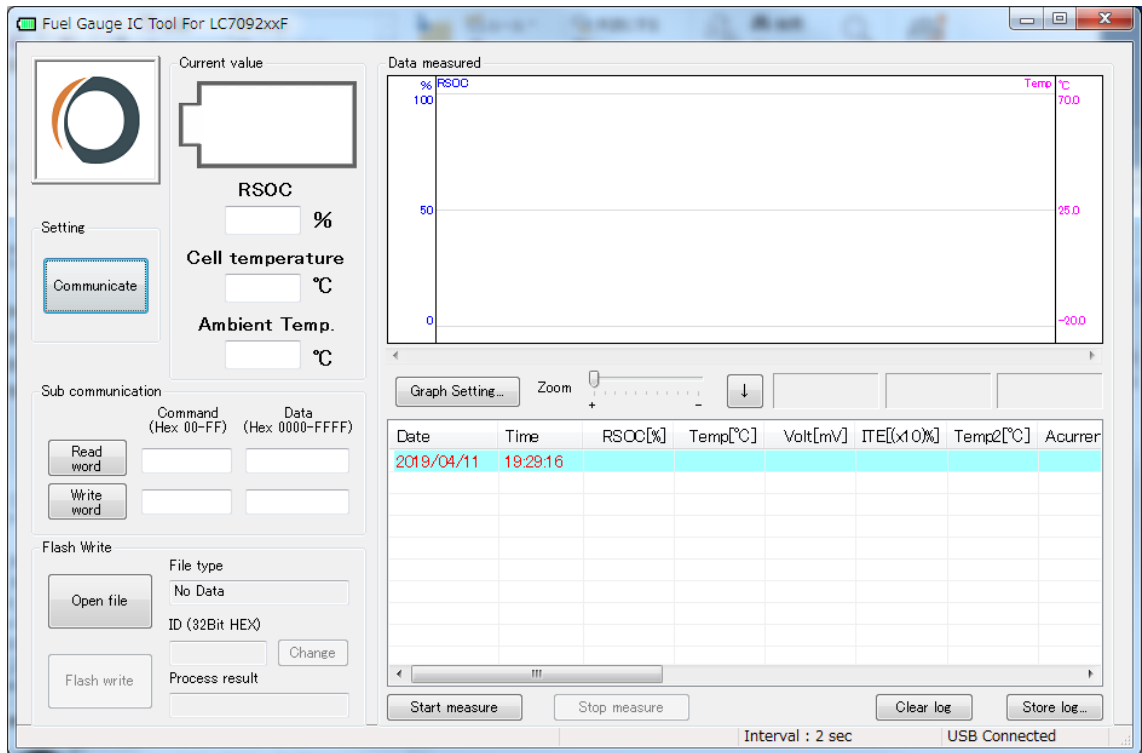 Fuel Gauge IC Tool For LC7092xxF
Current value
RSOC
%
Cell temperature
℃
Ambient Temp.
℃
Setting
Communicate
Sub communication
Command
(Hex 00-FF)
Data
(Hex 0000-FFFF)
Read
word
Write
word
Flash Write
Open file
File type
No Data
ID (32Bit HEX)
Change
Flash write
Process result
Data measured
% RSOC Temp ℃
100 70.0
50 25.0
0 -20.0
Graph Setting... Zoom + - ↓
Date Time RSOC[%] Temp[℃] Volt[mV] ITE[(x10)%] Temp2[℃] Acurrer
2019/04/11 19:29:16
Start measure Stop measure Clear log Store log...
Interval : 2 sec USB Connected